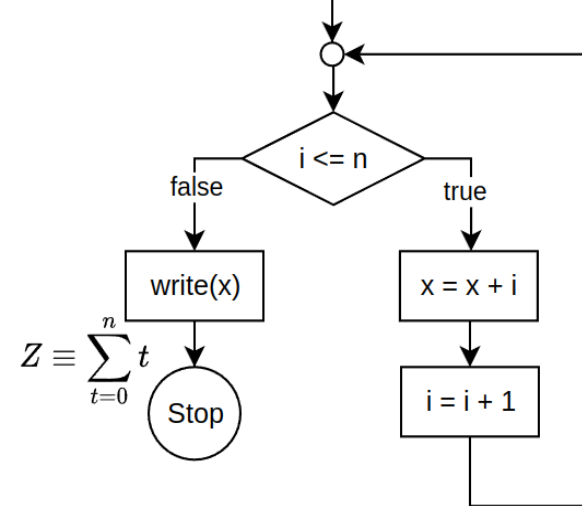 i <= n
false
true
write(x)
x = x + i
Z ≡ ∑_{t=0}^{n} t
i = i + 1
Stop